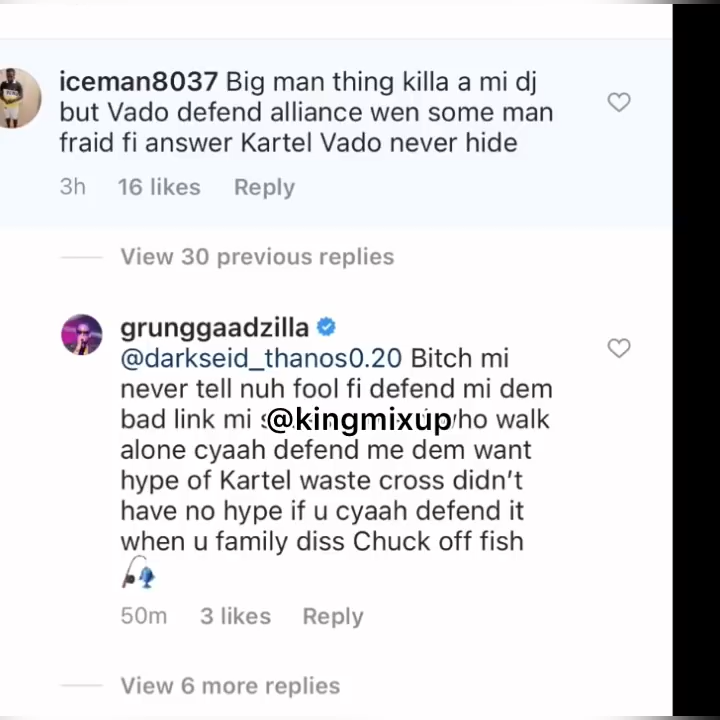 iceman8037 Big man thing killa a mi dj
but Vado defend alliance wen some man
fraid fi answer Kartel Vado never hide
3h 16 likes Reply
View 30 previous replies
grunggaadzilla
@darkseid_thanos0.20 Bitch mi
never tell nuh fool fi defend mi dem
bad link mi @kingmixup who walk
alone cyaah defend me dem want
hype of Kartel waste cross didn't
have no hype if u cyaah defend it
when u family diss Chuck off fish
50m 3 likes Reply
View 6 more replies